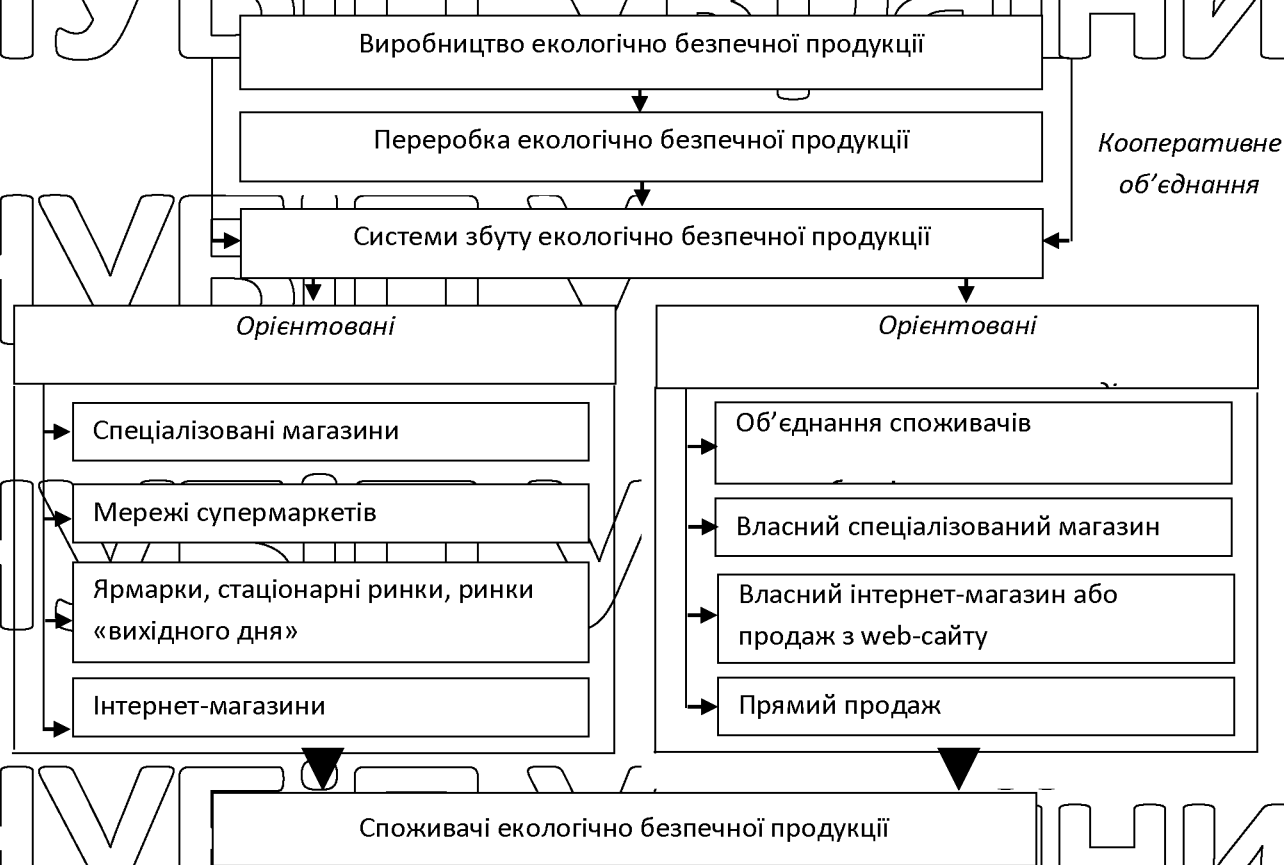 Виробництво екологічно безпечної продукції
Переробка екологічно безпечної продукції
Кооперативне
об’єднання
Системи збуту екологічно безпечної продукції
Орієнтовані
Спеціалізовані магазини
Мережі супермаркетів
Ярмарки, стаціонарні ринки, ринки
«вихідного дня»
Інтернет-магазини
Орієнтовані
Об’єднання споживачів
Власний спеціалізований магазин
Власний інтернет-магазин або
продаж з web-сайту
Прямий продаж
Споживачі екологічно безпечної продукції